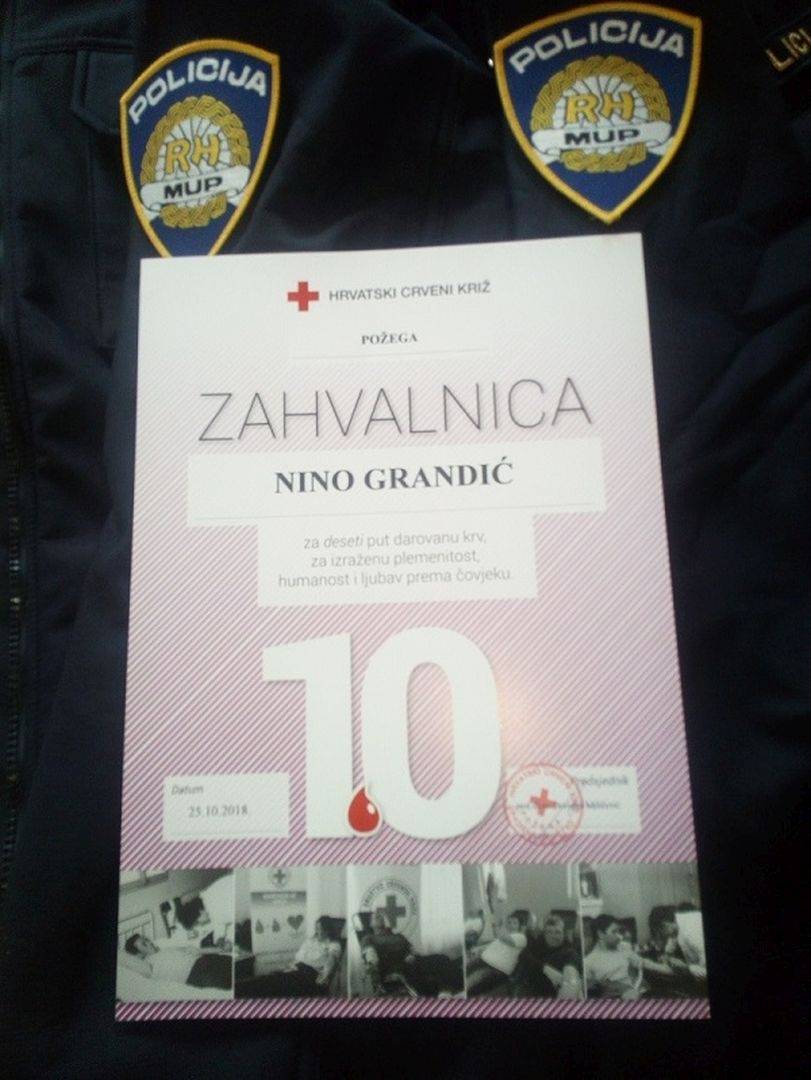 POLICIJA
RH
MUP
POLICIJA
RH
MUP
LICI
HRVATSKI CRVENI KRIŽ
POŽEGA
ZAHVALNICA
NINO GRANDIĆ
za deseti put darovanu krv,
za izraženu plemenitost,
humanost i ljubav prema čovjeku.
10
Datum
25.10.2018.
Predsjednik